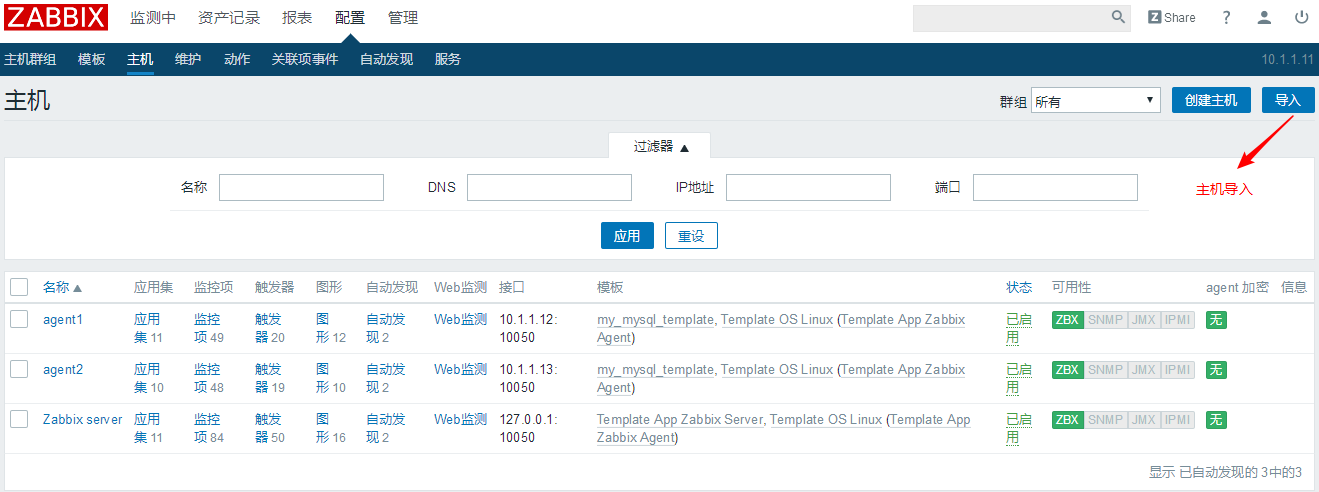 ZABBIX 监测中 资产记录 报表 配置 管理 Z Share ?
主机群组 模板 主机 维护 动作 关联项事件 自动发现 服务 10.1.1.11
主机 群组 所有 创建主机 导入
过滤器
名称 DNS IP地址 端口 主机导入
应用 重设
名称 应用集 监控项 触发器 图形 自动发现 Web监测 接口 模板 状态 可用性 agent 加密 信息
agent1 应用 监控 触发 图 自动发 Web监测 10.1.1.12: my_mysql_template, Template OS Linux (Template App Zabbix 已启 ZBX SNMP JMX IPMI 无
集 11 项 49 器 20 形 12 现 2 10050 Agent) 用
agent2 应用 监控 触发 图 自动发 Web监测 10.1.1.13: my_mysql_template, Template OS Linux (Template App Zabbix 已启 ZBX SNMP JMX IPMI 无
集 10 项 48 器 19 形 10 现 2 10050 Agent) 用
Zabbix server 应用 监控 触发 图 自动发 Web监测 127.0.0.1: Template App Zabbix Server, Template OS Linux (Template App 已启 ZBX SNMP JMX IPMI 无
集 11 项 84 器 50 形 16 现 2 10050 Zabbix Agent) 用
显示 已自动发现的 3中的3